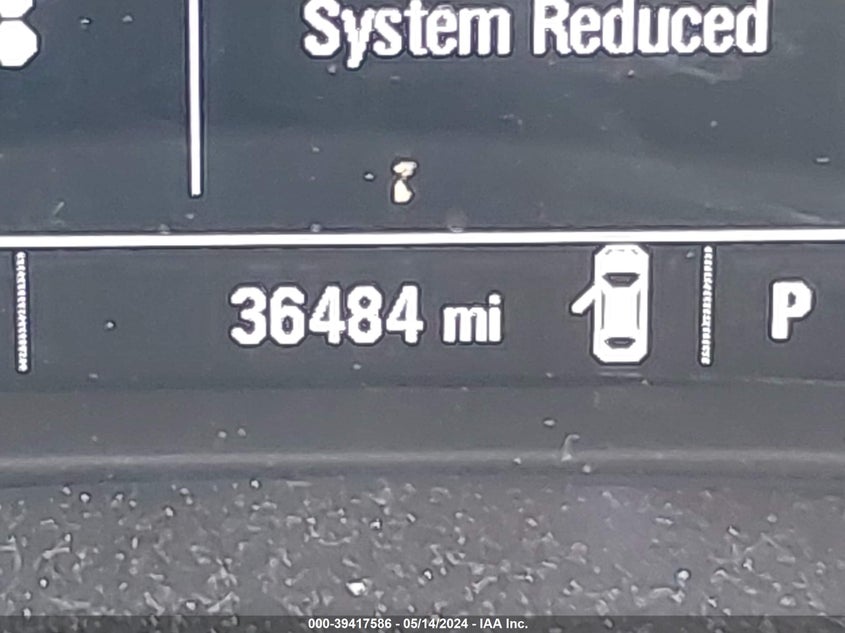 System Reduced
36484 mi P
000-39417586 - 05/14/2024 - IAA Inc.